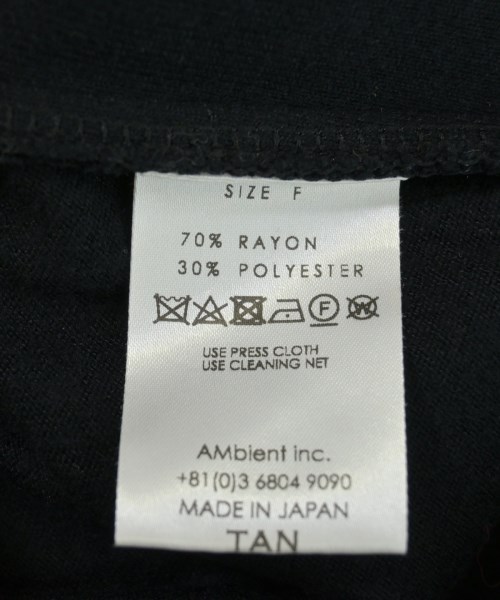 SIZE F
70% RAYON
30% POLYESTER
F W
USE PRESS CLOTH
USE CLEANING NET
AMbient inc.
+81(0)3 6804 9090
MADE IN JAPAN
TAN